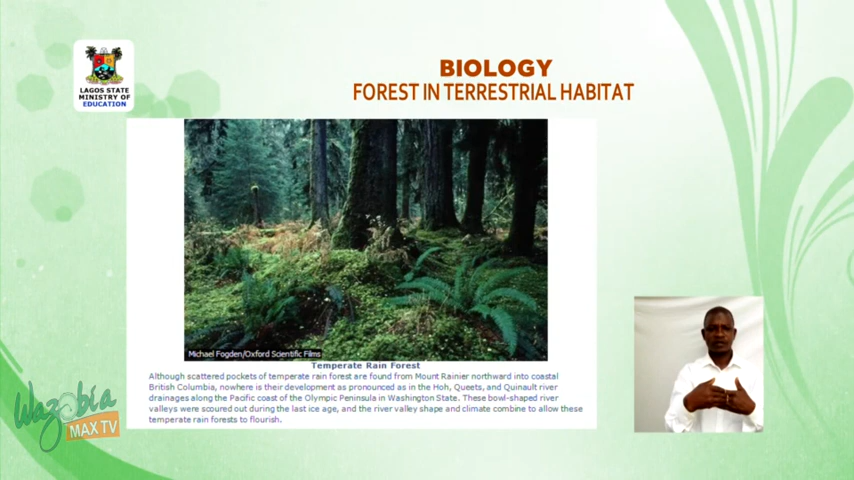 BIOLOGY
FOREST IN TERRESTRIAL HABITAT
LAGOS STATE
MINISTRY OF
EDUCATION
Michael Fogden/Oxford Scientific Films
Temperate Rain Forest
Although scattered pockets of temperate rain forest are found from Mount Rainier northward into coastal
British Columbia, nowhere is their development as pronounced as in the Hoh, Queets, and Quinault river
drainages along the Pacific coast of the Olympic Peninsula in Washington State. These bowl-shaped river
valleys were scoured out during the last ice age, and the river valley shape and climate combine to allow these
temperate rain forests to flourish.
Wazobia
MAX TV